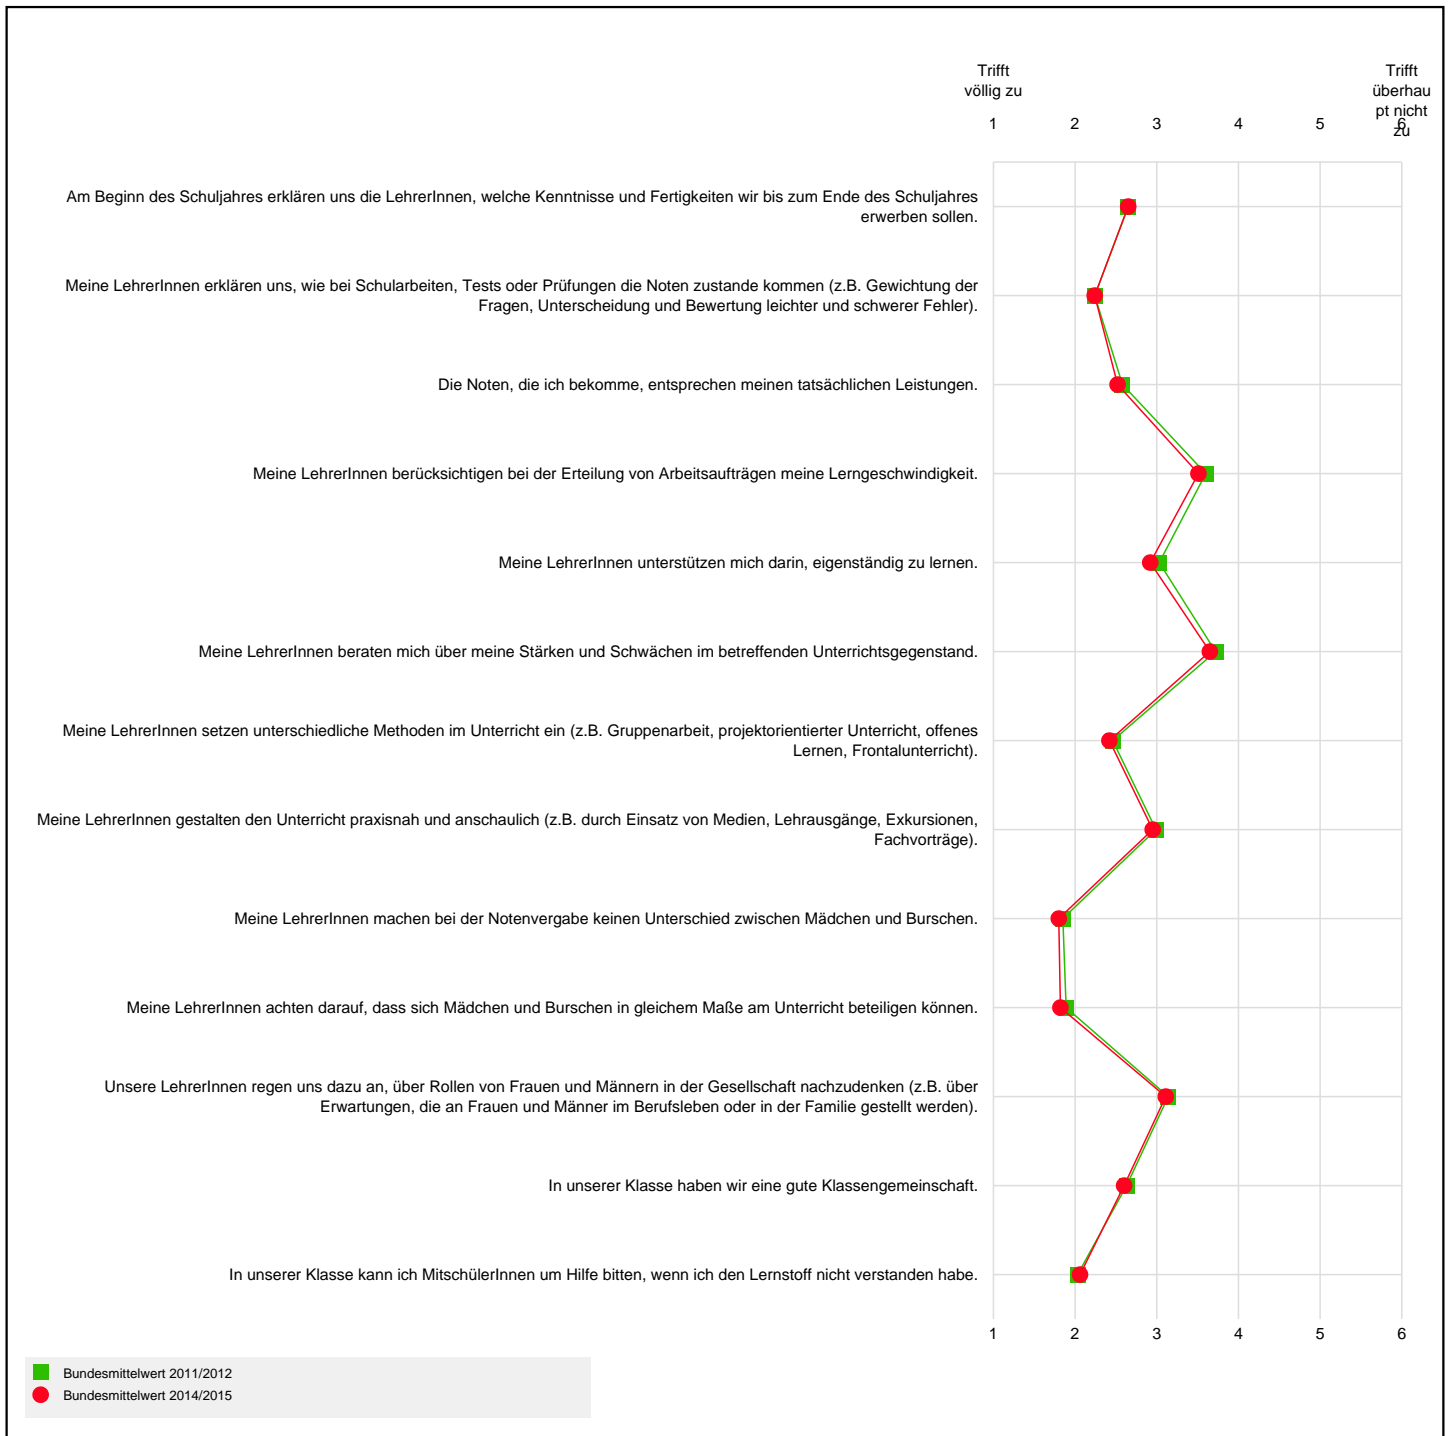 Trifft
völlig zu
Trifft
überhau
pt nicht
zu
1 2 3 4 5 6
Am Beginn des Schuljahres erklären uns die LehrerInnen, welche Kenntnisse und Fertigkeiten wir bis zum Ende des Schuljahres
erwerben sollen.
Meine LehrerInnen erklären uns, wie bei Schularbeiten, Tests oder Prüfungen die Noten zustande kommen (z.B. Gewichtung der
Fragen, Unterscheidung und Bewertung leichter und schwerer Fehler).
Die Noten, die ich bekomme, entsprechen meinen tatsächlichen Leistungen.
Meine LehrerInnen berücksichtigen bei der Erteilung von Arbeitsaufträgen meine Lerngeschwindigkeit.
Meine LehrerInnen unterstützen mich darin, eigenständig zu lernen.
Meine LehrerInnen beraten mich über meine Stärken und Schwächen im betreffenden Unterrichtsgegenstand.
Meine LehrerInnen setzen unterschiedliche Methoden im Unterricht ein (z.B. Gruppenarbeit, projektorientierter Unterricht, offenes
Lernen, Frontalunterricht).
Meine LehrerInnen gestalten den Unterricht praxisnah und anschaulich (z.B. durch Einsatz von Medien, Lehrausgänge, Exkursionen,
Fachvorträge).
Meine LehrerInnen machen bei der Notenvergabe keinen Unterschied zwischen Mädchen und Burschen.
Meine LehrerInnen achten darauf, dass sich Mädchen und Burschen in gleichem Maße am Unterricht beteiligen können.
Unsere LehrerInnen regen uns dazu an, über Rollen von Frauen und Männern in der Gesellschaft nachzudenken (z.B. über
Erwartungen, die an Frauen und Männer im Berufsleben oder in der Familie gestellt werden).
In unserer Klasse haben wir eine gute Klassengemeinschaft.
In unserer Klasse kann ich MitschülerInnen um Hilfe bitten, wenn ich den Lernstoff nicht verstanden habe.
1 2 3 4 5 6
Bundesmittelwert 2011/2012
Bundesmittelwert 2014/2015